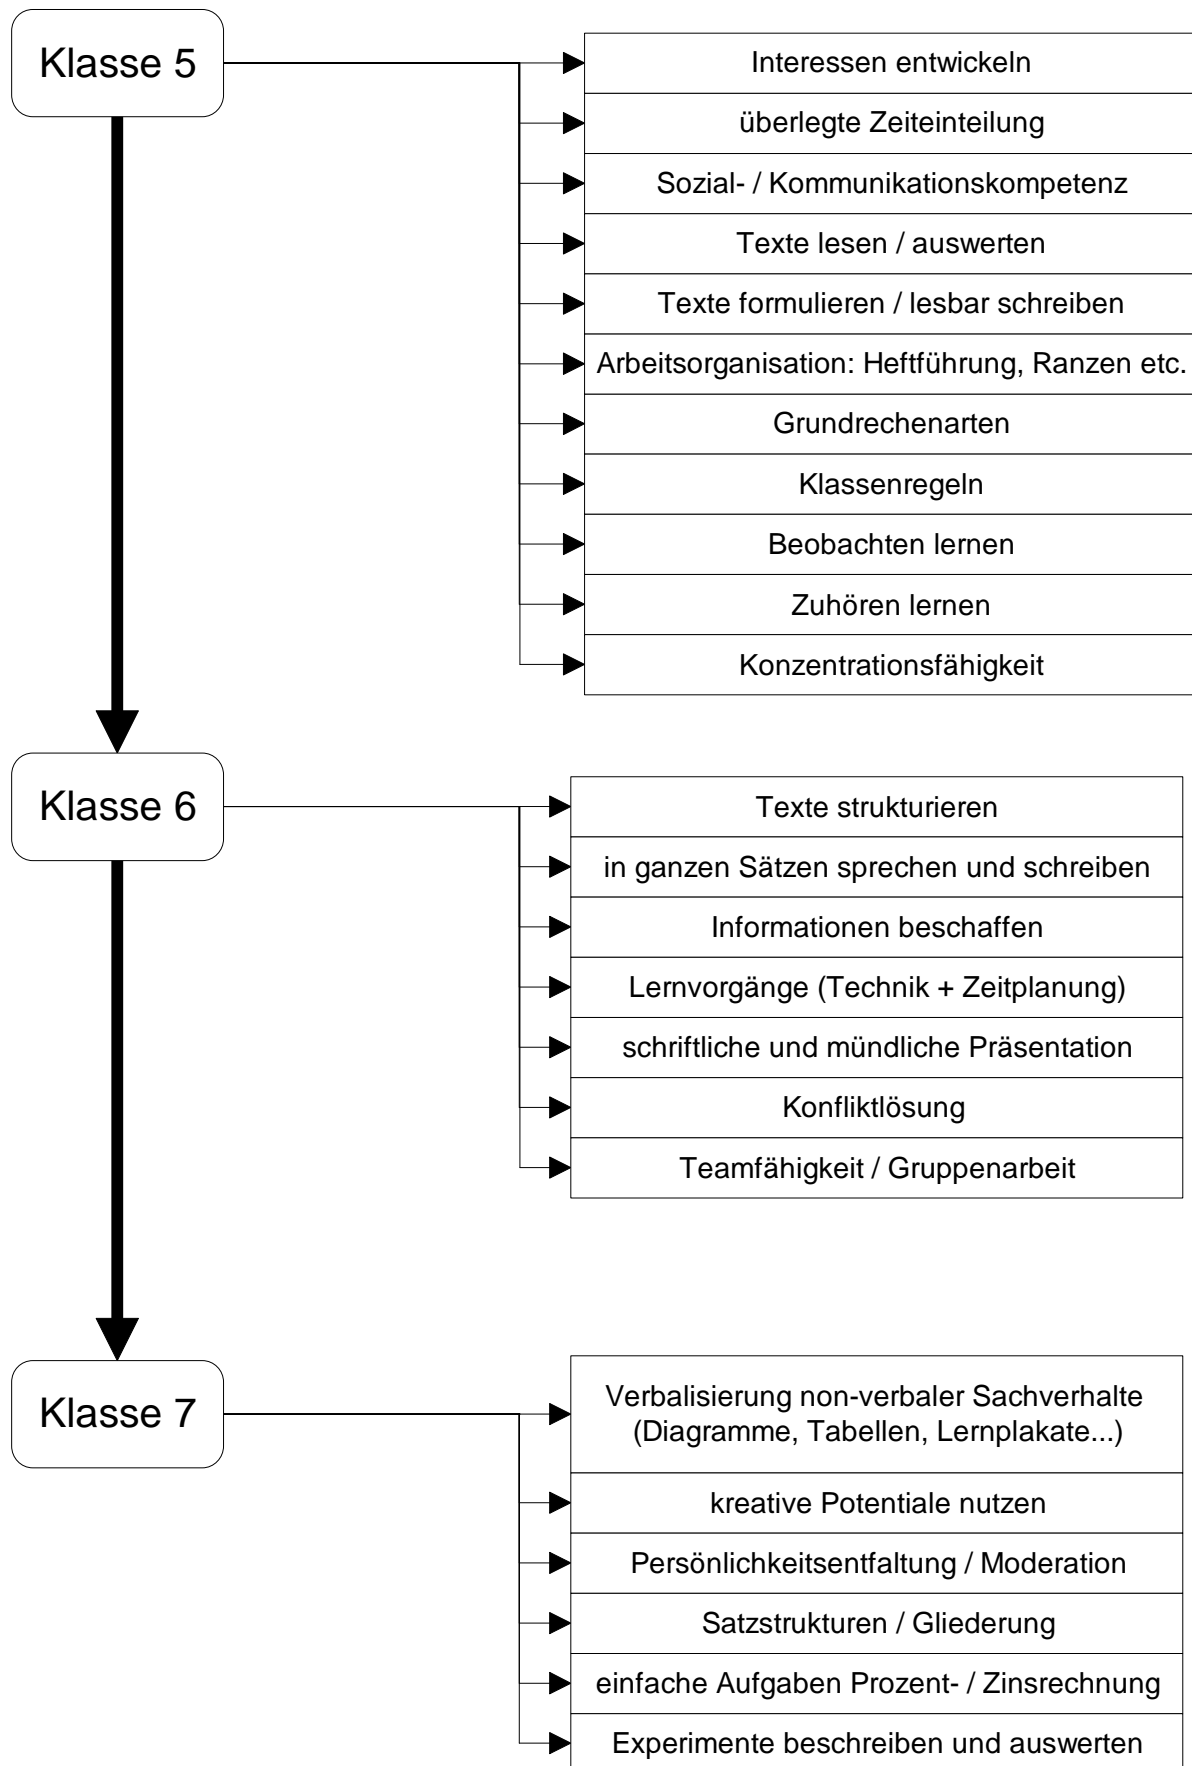 Klasse 5
Interessen entwickeln
überlegte Zeiteinteilung
Sozial- / Kommunikationskompetenz
Texte lesen / auswerten
Texte formulieren / lesbar schreiben
Arbeitsorganisation: Heftführung, Ranzen etc.
Grundrechenarten
Klassenregeln
Beobachten lernen
Zuhören lernen
Konzentrationsfähigkeit
Klasse 6
Texte strukturieren
in ganzen Sätzen sprechen und schreiben
Informationen beschaffen
Lernvorgänge (Technik + Zeitplanung)
schriftliche und mündliche Präsentation
Konfliktlösung
Teamfähigkeit / Gruppenarbeit
Klasse 7
Verbalisierung non-verbaler Sachverhalte
(Diagramme, Tabellen, Lernplakate...)
kreative Potentiale nutzen
Persönlichkeitsentfaltung / Moderation
Satzstrukturen / Gliederung
einfache Aufgaben Prozent- / Zinsrechnung
Experimente beschreiben und auswerten